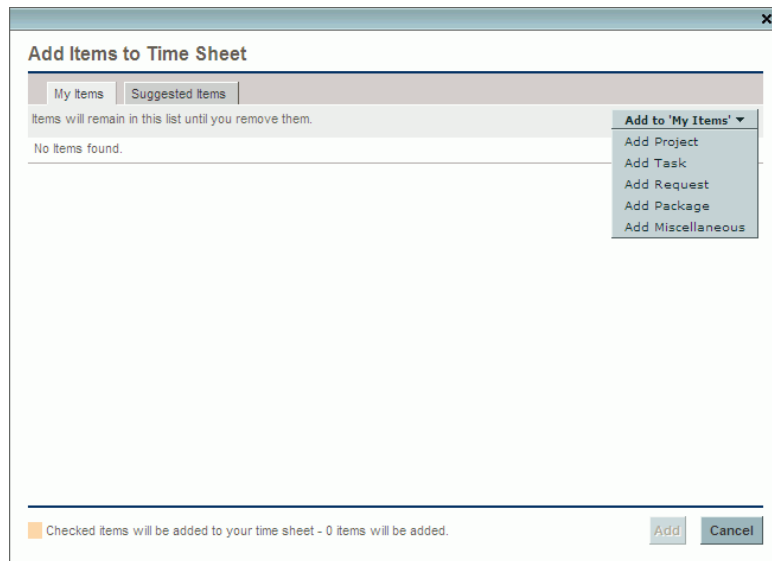 Add Items to Time Sheet
My Items
Suggested Items
Items will remain in this list until you remove them.
Add to 'My Items'
No Items found.
Add Project
Add Task
Add Request
Add Package
Add Miscellaneous
Checked items will be added to your time sheet - 0 items will be added.
Add
Cancel